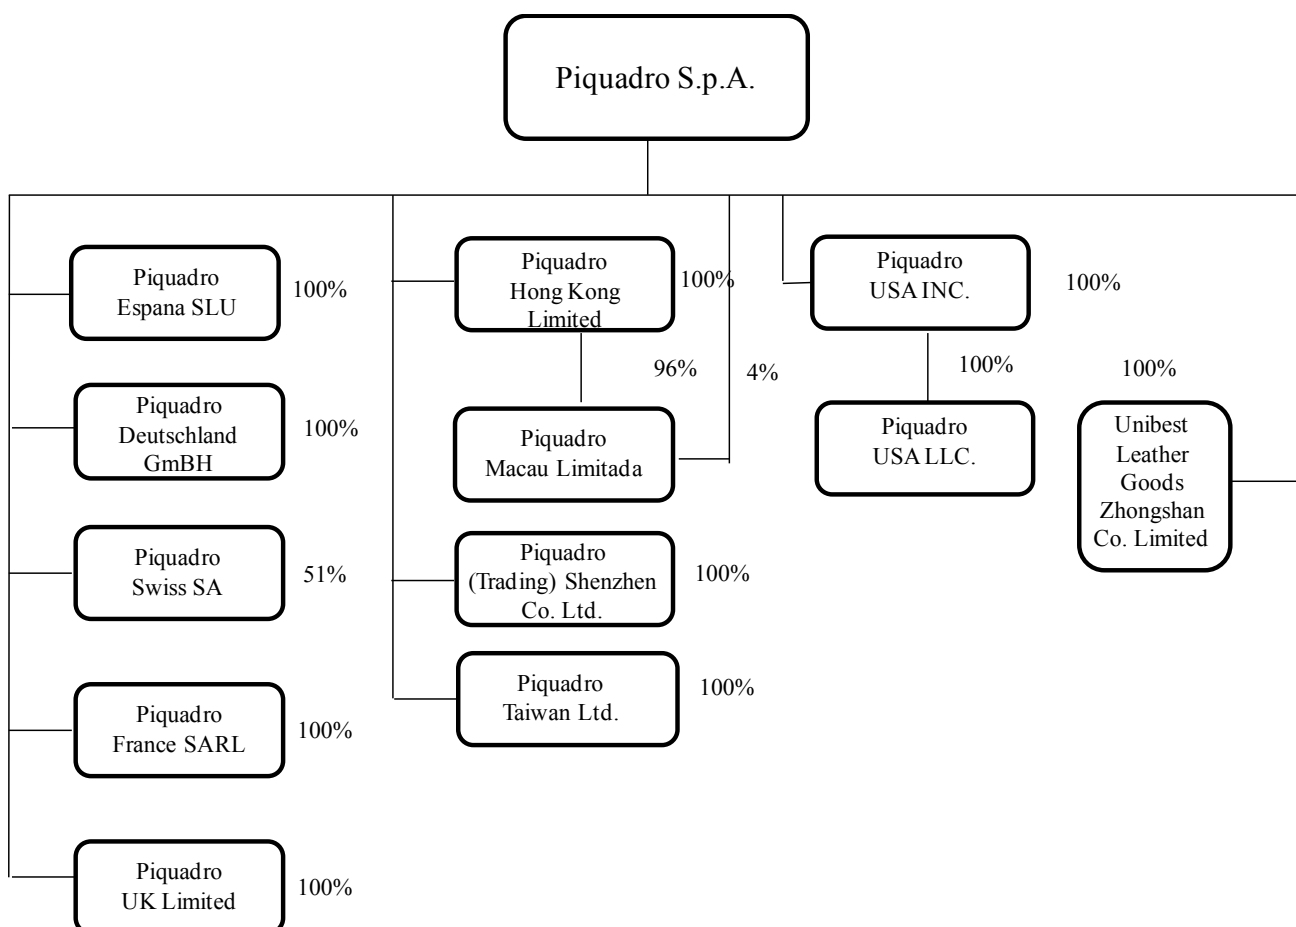 Piquadro S.p.A.
Piquadro
Espana SLU
100%
Piquadro
Deutschland
GmBH
100%
Piquadro
Swiss SA
51%
Piquadro
France SARL
100%
Piquadro
UK Limited
100%
Piquadro
Hong Kong
Limited
100%
96%
4%
Piquadro
Macau Limitada
Piquadro
(Trading) Shenzhen
Co. Ltd.
100%
Piquadro
Taiwan Ltd.
100%
Piquadro
USA INC.
100%
100%
Piquadro
USA LLC.
100%
Unibest
Leather
Goods
Zhongshan
Co. Limited